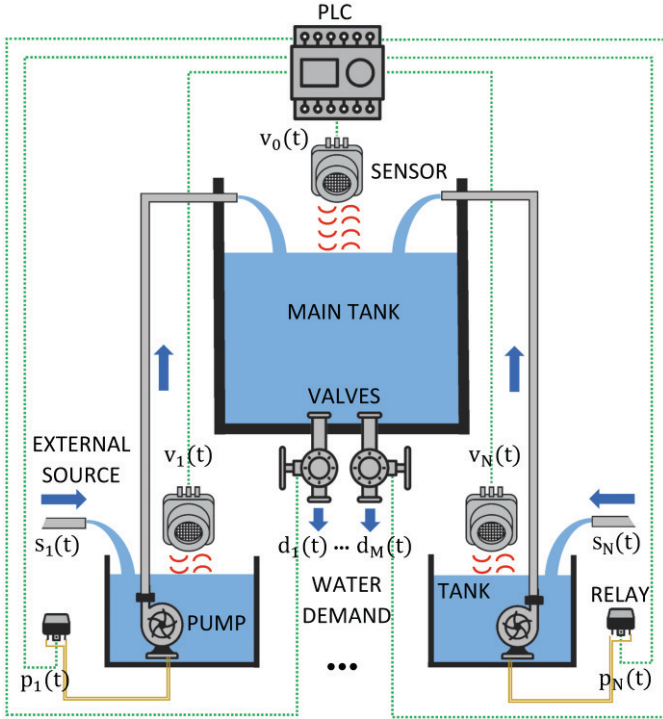 PLC
v₀(t)
SENSOR
MAIN TANK
VALVES
EXTERNAL
SOURCE
v₁(t)
vN(t)
s₁(t)
d₁(t) ... dM(t)
sN(t)
WATER
DEMAND
PUMP
TANK
RELAY
...
p₁(t)
pN(t)